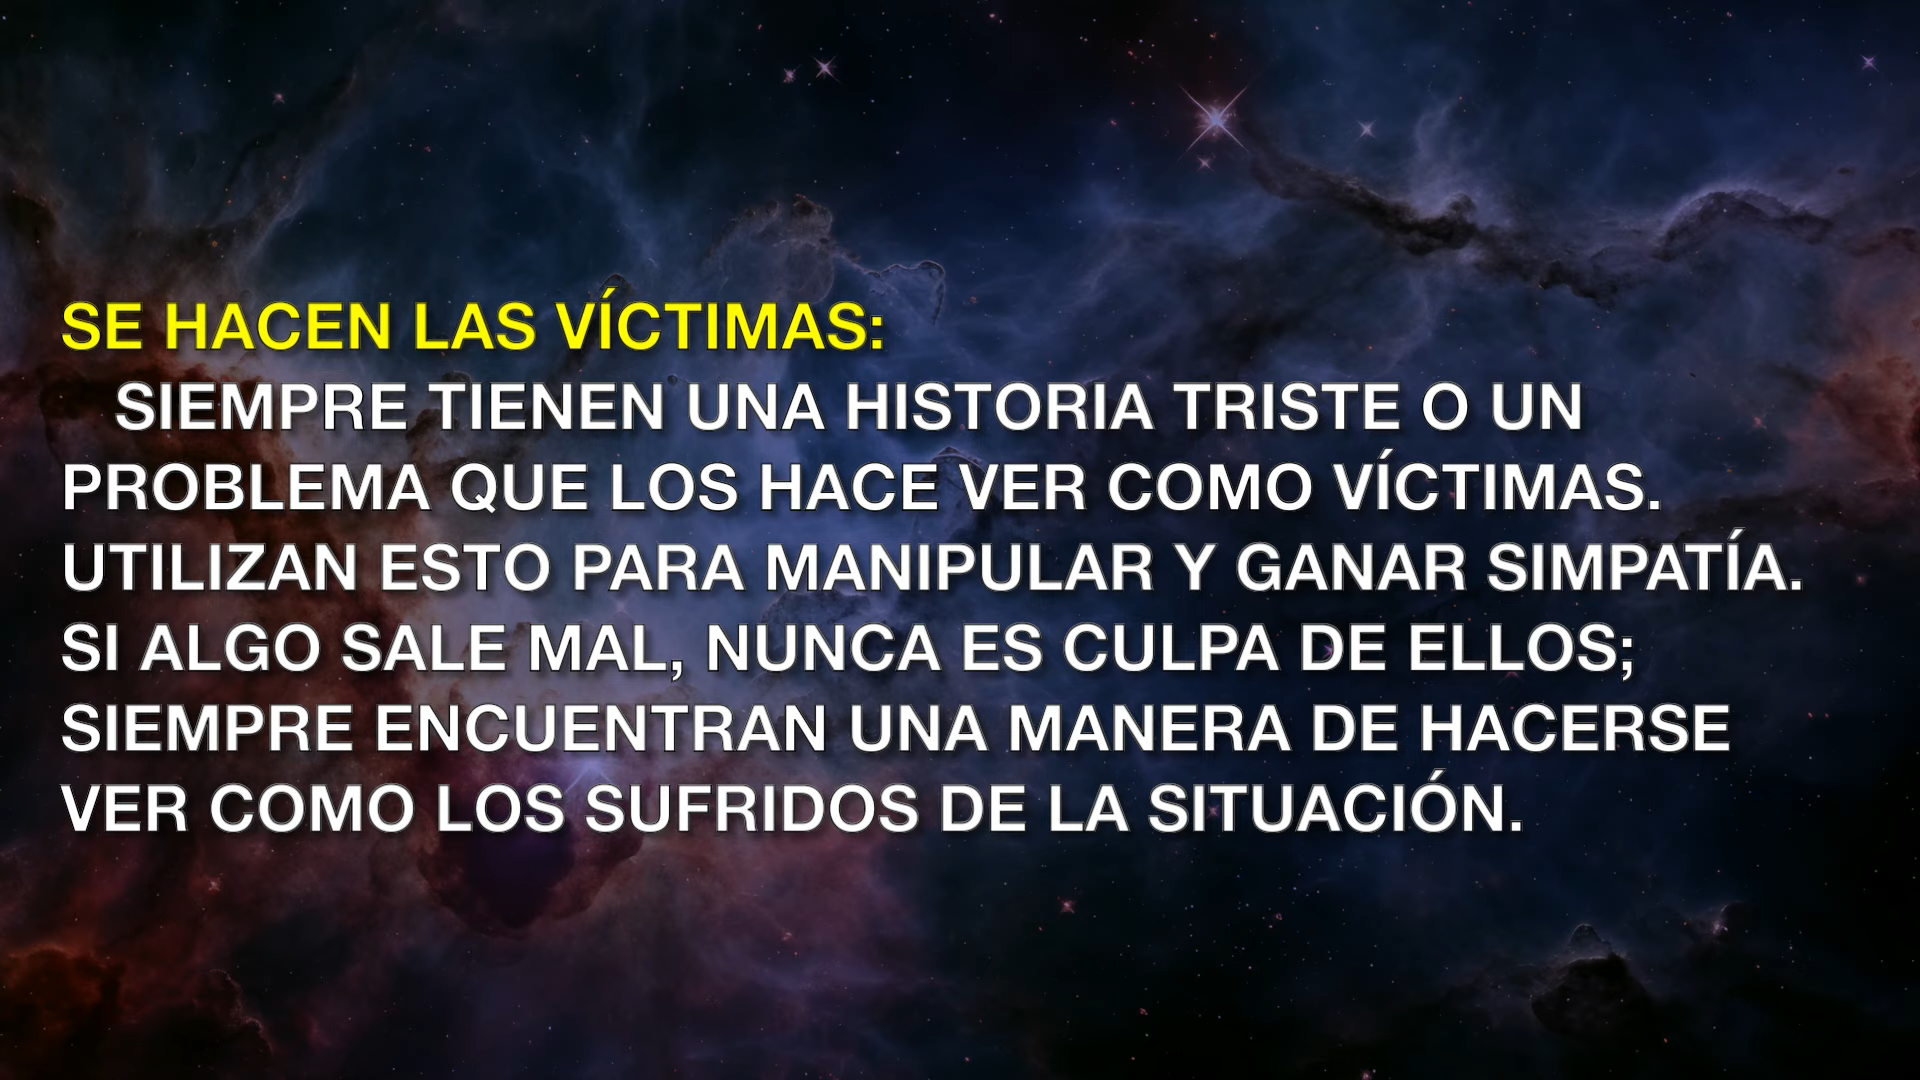 SE HACEN LAS VÍCTIMAS:
SIEMPRE TIENEN UNA HISTORIA TRISTE O UN
PROBLEMA QUE LOS HACE VER COMO VÍCTIMAS.
UTILIZAN ESTO PARA MANIPULAR Y GANAR SIMPATÍA.
SI ALGO SALE MAL, NUNCA ES CULPA DE ELLOS;
SIEMPRE ENCUENTRAN UNA MANERA DE HACERSE
VER COMO LOS SUFRIDOS DE LA SITUACIÓN.